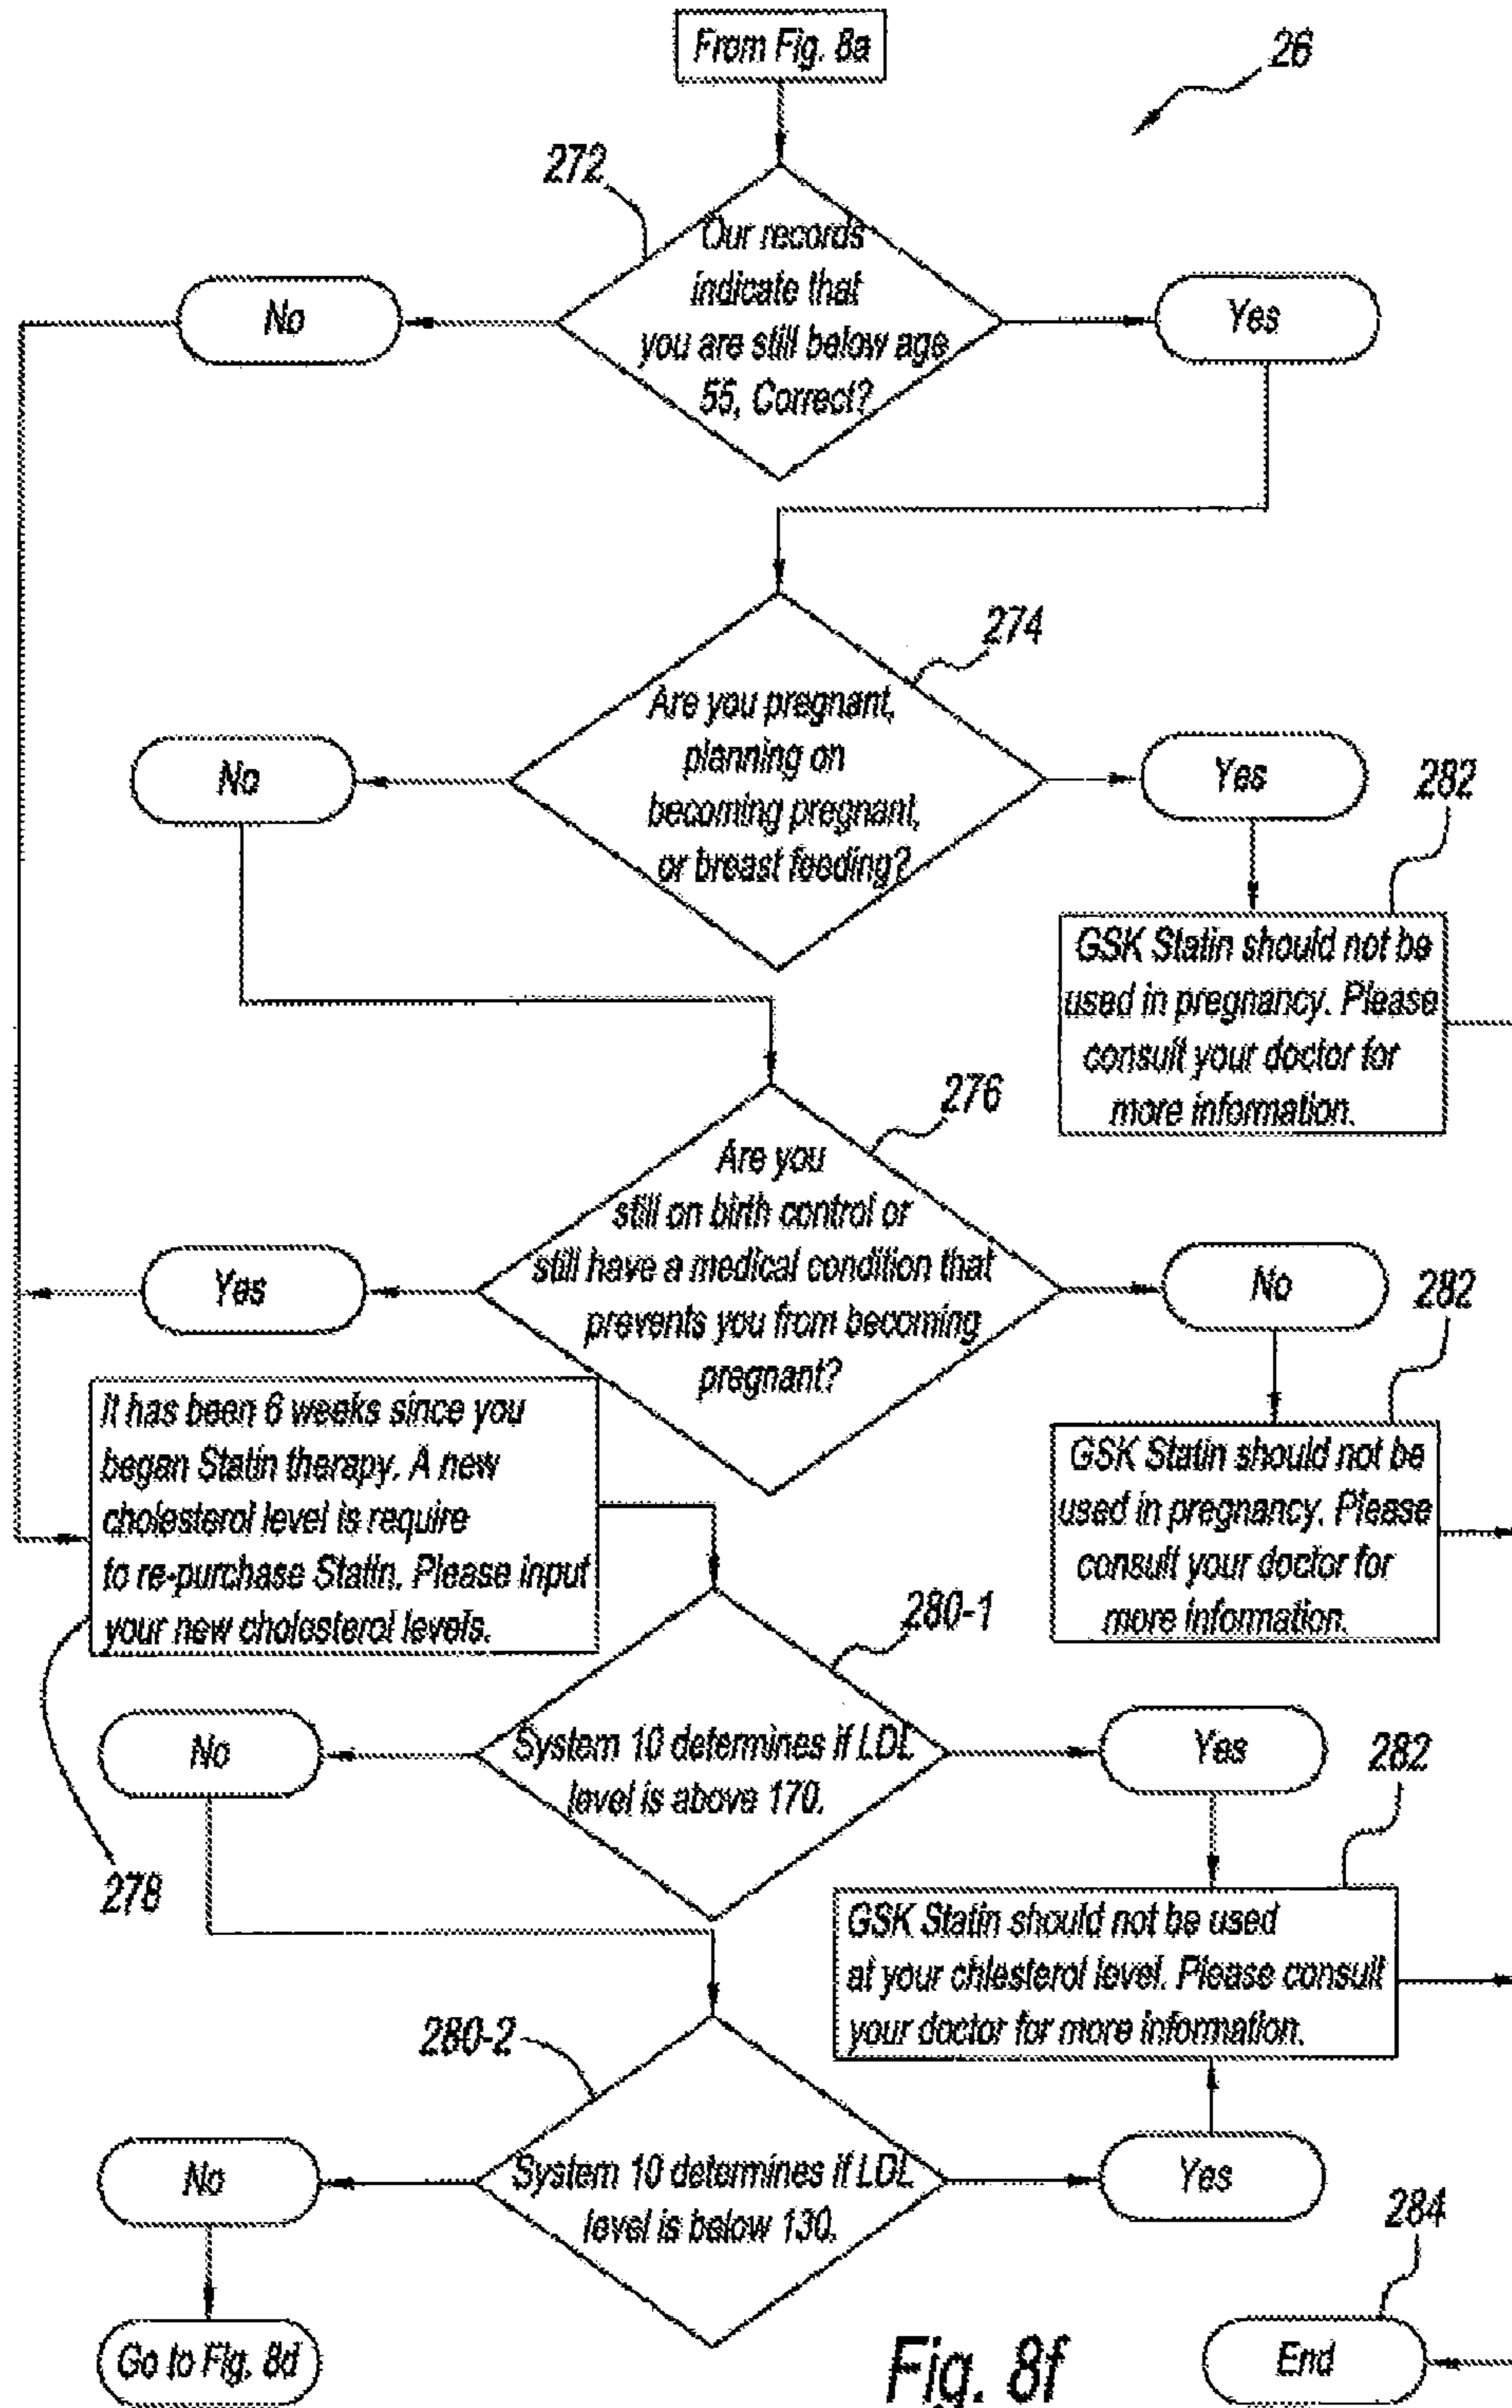 From Fig. 8a
26
272
Our records
indicate that
you are still below age
55, Correct?
No
Yes
274
Are you pregnant,
planning on
becoming pregnant,
or breast feeding?
No
Yes
282
GSK Statin should not be
used in pregnancy. Please
consult your doctor for
more information.
276
Are you
still on birth control or
still have a medical condition that
prevents you from becoming
pregnant?
Yes
No
282
GSK Statin should not be
used in pregnancy. Please
consult your doctor for
more information.
It has been 6 weeks since you
began Statin therapy. A new
cholesterol level is require
to re-purchase Statin. Please input
your new cholesterol levels.
278
280-1
System 10 determines if LDL
level is above 170.
No
Yes
282
GSK Statin should not be used
at your chlesterol level. Please consult
your doctor for more information.
280-2
System 10 determines if LDL
level is below 130.
No
Yes
284
Go to Fig. 8d
End
Fig. 8f